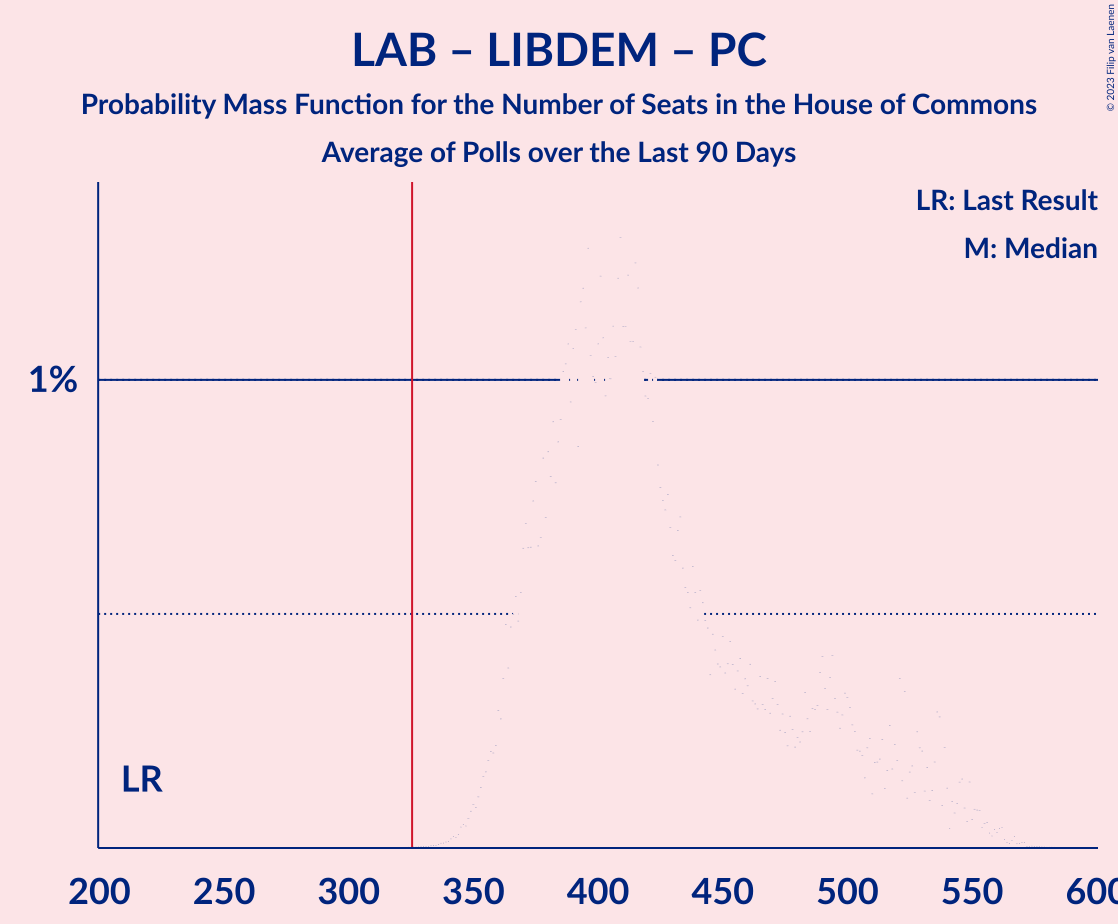 LAB – LIBDEM – PC
Probability Mass Function for the Number of Seats in the House of Commons
Average of Polls over the Last 90 Days
© 2023 Filip van Laenen
LR: Last Result
M: Median
1%
LR
200 250 300 350 400 450 500 550 600